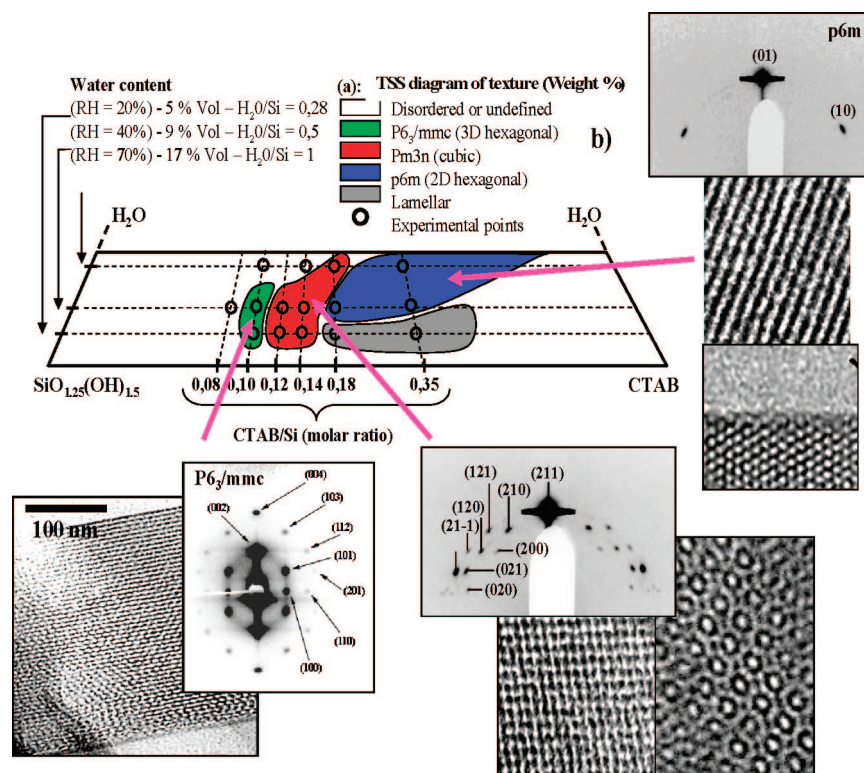 Water content
(RH = 20%) - 5 % Vol – H₂0/Si = 0,28
(RH = 40%) - 9 % Vol – H₂0/Si = 0,5
(RH = 70%) - 17 % Vol – H₂0/Si = 1
(a): TSS diagram of texture (Weight %)
Disordered or undefined
P6₃/mmc (3D hexagonal)
Pm3n (cubic)
p6m (2D hexagonal)
Lamellar
Experimental points
b)
p6m
(01)
(10)
H₂O
H₂O
SiO₁.₂₅(OH)₁.₅
0,08
0,10
0,12
0,14
0,18
0,35
CTAB
CTAB/Si (molar ratio)
100 nm
P6₃/mmc
(004)
(002)
(103)
(112)
(101)
(201)
(110)
(100)
(121)
(211)
(210)
(120)
(21-1)
(200)
(021)
(020)